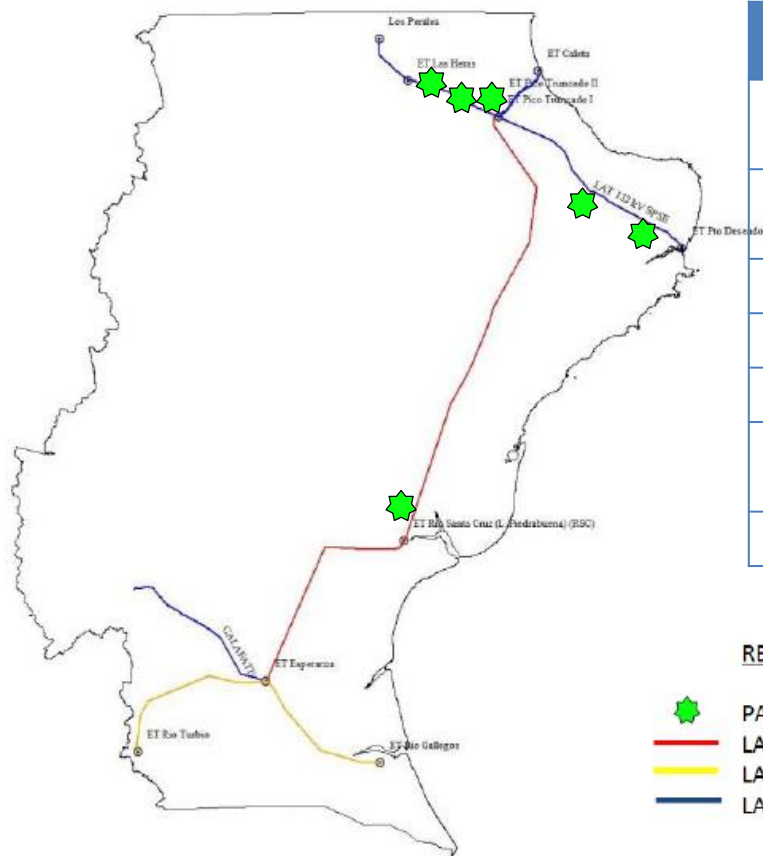 Los Perales
ET Las Heras
ET Caleta
ET Pico Truncado II
ET Pico Truncado I
LAT 132 kV SPSE
ET Pto Deseado
ET Río Santa Cruz (L. Piedrabuena) (RSC)
CALAFATE
ET Esperanza
ET Rio Turbio
ET Rio Gallegos
RE
PA
LA
LA
LA